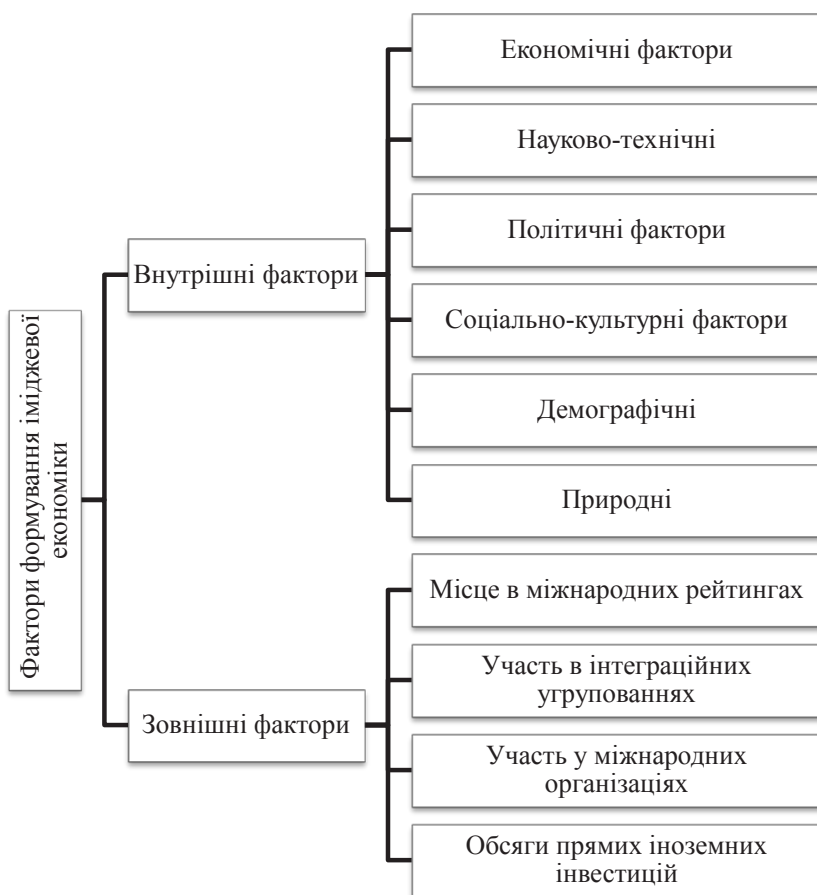 Фактори формування іміджевої
економіки
Внутрішні фактори
Економічні фактори
Науково-технічні
Політичні фактори
Соціально-культурні фактори
Демографічні
Природні
Зовнішні фактори
Місце в міжнародних рейтингах
Участь в інтеграційних
угрупованнях
Участь у міжнародних
організаціях
Обсяги прямих іноземних
інвестицій